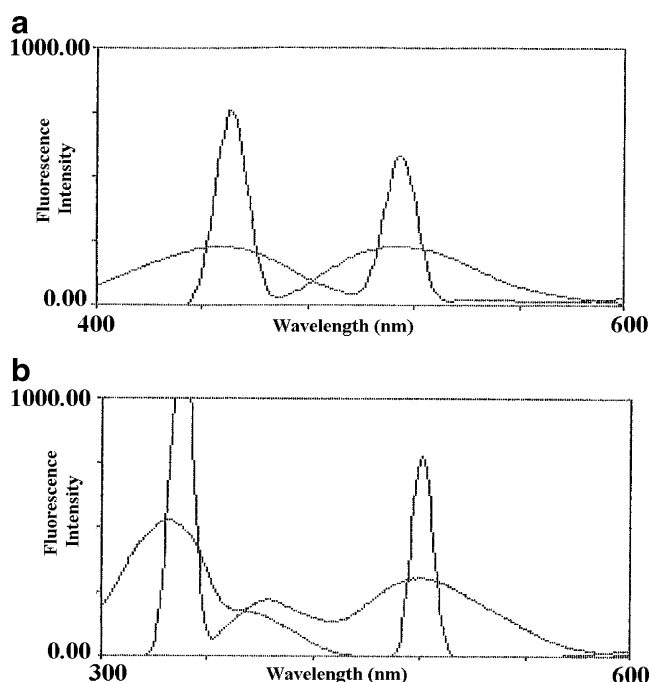 a
1000.00
Fluorescence
Intensity
0.00
400
Wavelength (nm)
600
b
1000.00
Fluorescence
Intensity
0.00
300
Wavelength (nm)
600